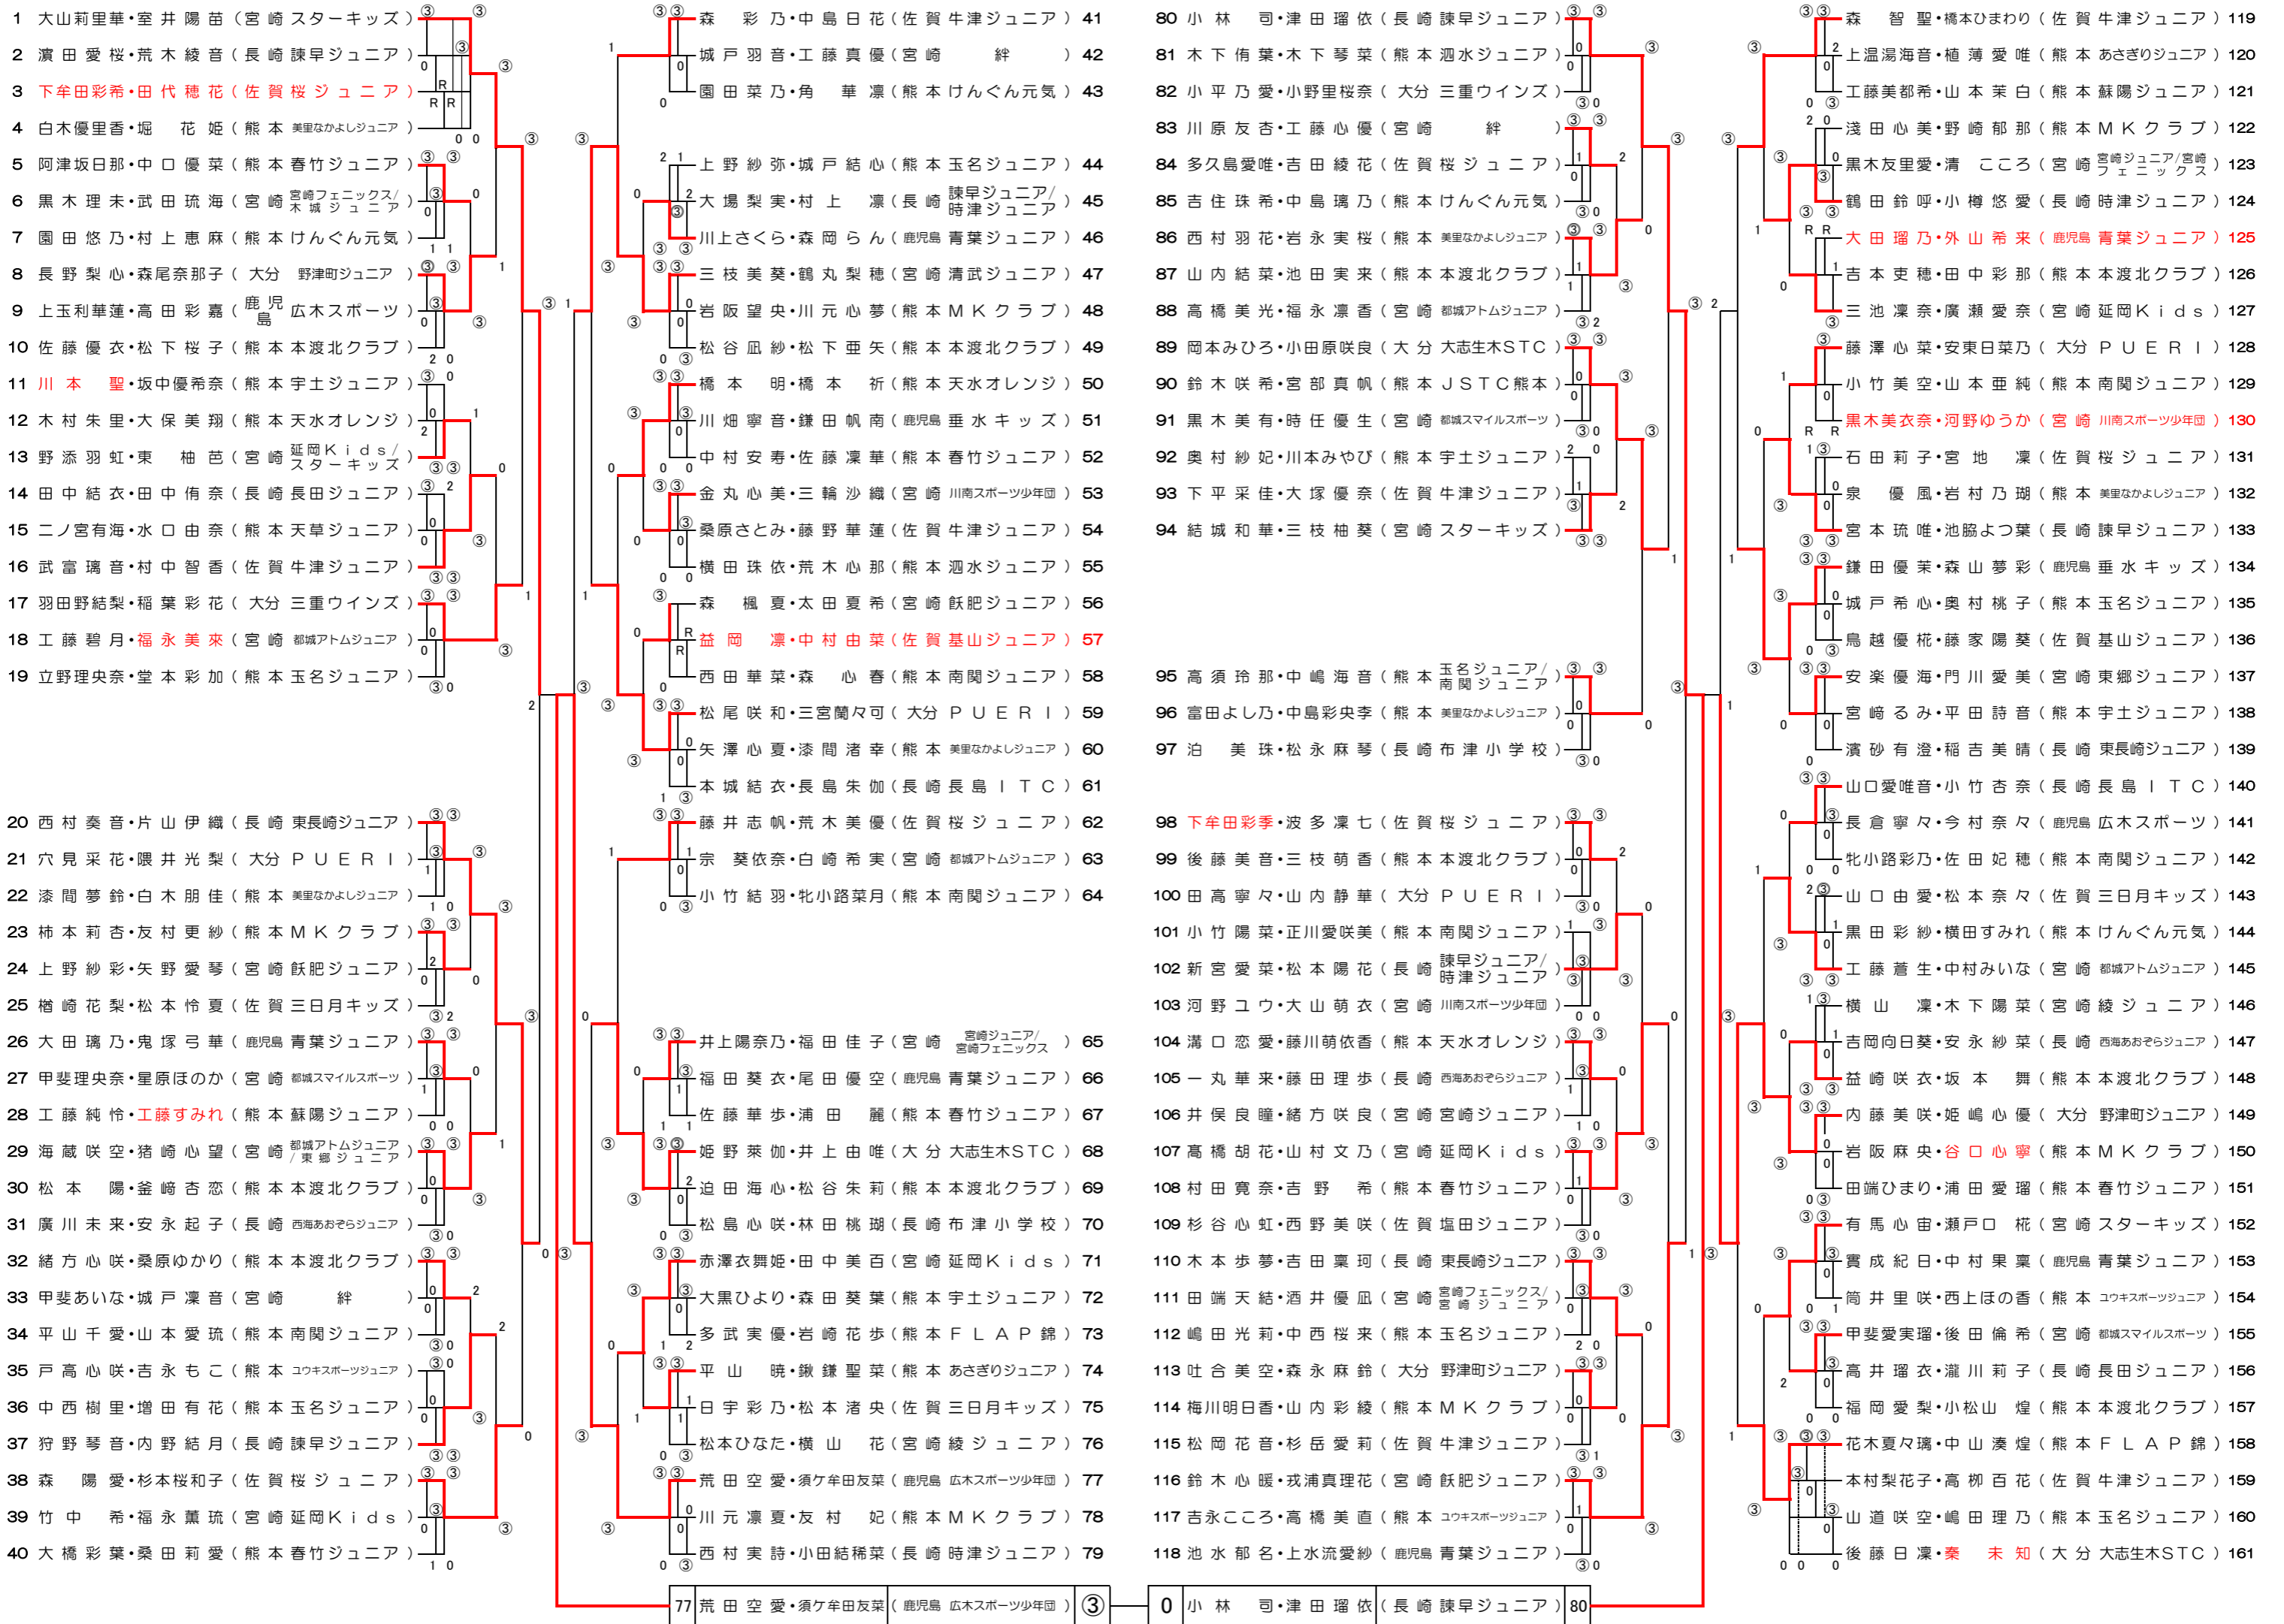 1 大山莉里華・室井陽苗(宮崎 スターキッズ)
2 濵田愛桜・荒木綾音(長崎 諫早ジュニア)
3 下牟田彩希・田代穂花(佐賀 桜ジュニア)
4 白木優里香・堀 花姫(熊本 美里なかよしジュニア)
5 阿津坂日那・中口優菜(熊本 春竹ジュニア)
6 黒木理未・武田琉海(宮崎 宮崎フェニックス/木城ジュニア)
7 園田悠乃・村上恵麻(熊本 けんぐん元気)
8 長野梨心・森尾奈那子(大分 野津町ジュニア)
9 上玉利華蓮・高田彩嘉(鹿児島 広木スポーツ)
10 佐藤優衣・松下桜子(熊本 本渡北クラブ)
11 川本 聖・坂中優希奈(熊本 宇土ジュニア)
12 木村朱里・大保美翔(熊本 天水オレンジ)
13 野添羽虹・東 柚芭(宮崎 延岡Kids/スターキッズ)
14 田中結衣・田中侑奈(長崎 長田ジュニア)
15 二ノ宮有海・水口由奈(熊本 天草ジュニア)
16 武富璃音・村中智香(佐賀 牛津ジュニア)
17 羽田野結梨・稲葉彩花(大分 三重ウインズ)
18 工藤碧月・福永美來(宮崎 都城アトムジュニア)
19 立野理央奈・堂本彩加(熊本 玉名ジュニア)
20 西村奏音・片山伊織(長崎 東長崎ジュニア)
21 穴見采花・隈井光梨(大分 PUERI)
22 漆間夢鈴・白木朋佳(熊本 美里なかよしジュニア)
23 柿本莉杏・友村更紗(熊本 MKクラブ)
24 上野紗彩・矢野愛琴(宮崎 飫肥ジュニア)
25 楢崎花梨・松本怜夏(佐賀 三日月キッズ)
26 大田璃乃・鬼塚弓華(鹿児島 青葉ジュニア)
27 甲斐理央奈・星原ほのか(宮崎 都城スマイルスポーツ)
28 工藤純怜・工藤すみれ(熊本 蘇陽ジュニア)
29 海蔵咲空・猪崎心望(宮崎 都城アトムジュニア/東郷ジュニア)
30 松本 陽・釜﨑杏恋(熊本 本渡北クラブ)
31 廣川未来・安永起子(長崎 西海あおぞらジュニア)
32 緒方心咲・桑原ゆかり(熊本 本渡北クラブ)
33 甲斐あいな・城戸凜音(宮崎 絆)
34 平山千愛・山本愛琉(熊本 南関ジュニア)
35 戸高心咲・吉永もこ(熊本 ユウキスポーツジュニア)
36 中西樹里・増田有花(熊本 玉名ジュニア)
37 狩野琴音・内野結月(長崎 諫早ジュニア)
38 森 陽愛・杉本桜和子(佐賀 桜ジュニア)
39 竹中 希・福永薫琉(宮崎 延岡Kids)
40 大橋彩葉・桑田莉愛(熊本 春竹ジュニア)
森 彩乃・中島日花(佐賀 牛津ジュニア) 41
城戸羽音・工藤真優(宮崎 絆) 42
園田菜乃・角 華凛(熊本 けんぐん元気) 43
上野紗弥・城戸結心(熊本 玉名ジュニア) 44
大場梨実・村上 凛(長崎 諫早ジュニア/時津ジュニア) 45
川上さくら・森岡らん(鹿児島 青葉ジュニア) 46
三枝美葵・鶴丸梨穂(宮崎 清武ジュニア) 47
岩阪望央・川元心夢(熊本 MKクラブ) 48
松谷凪紗・松下亜矢(熊本 本渡北クラブ) 49
橋本 明・橋本 祈(熊本 天水オレンジ) 50
川畑寧音・鎌田帆南(鹿児島 垂水キッズ) 51
中村安寿・佐藤凜華(熊本 春竹ジュニア) 52
金丸心美・三輪沙織(宮崎 川南スポーツ少年団) 53
桑原さとみ・藤野華蓮(佐賀 牛津ジュニア) 54
横田珠依・荒木心那(熊本 泗水ジュニア) 55
森 楓夏・太田夏希(宮崎 飫肥ジュニア) 56
益岡 凛・中村由菜(佐賀 基山ジュニア) 57
西田華菜・森 心春(熊本 南関ジュニア) 58
松尾咲和・三宮蘭々可(大分 PUERI) 59
矢澤心夏・漆間渚幸(熊本 美里なかよしジュニア) 60
本城結衣・長島朱伽(長崎 長島ITC) 61
藤井志帆・荒木美優(佐賀 桜ジュニア) 62
宗 葵依奈・白崎希実(宮崎 都城アトムジュニア) 63
小竹結羽・牝小路菜月(熊本 南関ジュニア) 64
井上陽奈乃・福田佳子(宮崎 宮崎ジュニア/宮崎フェニックス) 65
福田葵衣・尾田優空(鹿児島 青葉ジュニア) 66
佐藤華歩・浦田 麗(熊本 春竹ジュニア) 67
姫野莱伽・井上由唯(大分 大志生木STC) 68
迫田海心・松谷朱莉(熊本 本渡北クラブ) 69
松島心咲・林田桃瑚(長崎 布津小学校) 70
赤澤衣舞姫・田中美百(宮崎 延岡Kids) 71
大黒ひより・森田葵葉(熊本 宇土ジュニア) 72
多武実優・岩崎花歩(熊本 FLAP錦) 73
平山 暁・鍬鎌聖菜(熊本 あさぎりジュニア) 74
日宇彩乃・松本渚央(佐賀 三日月キッズ) 75
松本ひなた・横山 花(宮崎 綾ジュニア) 76
荒田空愛・須ケ牟田友菜(鹿児島 広木スポーツ少年団) 77
川元凛夏・友村 妃(熊本 MKクラブ) 78
西村実詩・小田結稀菜(長崎 時津ジュニア) 79
80 小林 司・津田瑠依(長崎 諫早ジュニア)
81 木下侑葉・木下琴菜(熊本 泗水ジュニア)
82 小平乃愛・小野里桜奈(大分 三重ウインズ)
83 川原友杏・工藤心優(宮崎 絆)
84 多久島愛唯・吉田綾花(佐賀 桜ジュニア)
85 吉住珠希・中島璃乃(熊本 けんぐん元気)
86 西村羽花・岩永実桜(熊本 美里なかよしジュニア)
87 山内結菜・池田実来(熊本 本渡北クラブ)
88 高橋美光・福永凛香(宮崎 都城アトムジュニア)
89 岡本みひろ・小田原咲良(大分 大志生木STC)
90 鈴木咲希・宮部真帆(熊本 JSTC熊本)
91 黒木美有・時任優生(宮崎 都城スマイルスポーツ)
92 奥村紗妃・川本みやび(熊本 宇土ジュニア)
93 下平采佳・大塚優奈(佐賀 牛津ジュニア)
94 結城和華・三枝柚葵(宮崎 スターキッズ)
95 高須玲那・中嶋海音(熊本 玉名ジュニア/南関ジュニア)
96 富田よし乃・中島彩央李(熊本 美里なかよしジュニア)
97 泊 美珠・松永麻琴(長崎 布津小学校)
98 下牟田彩季・波多凜七(佐賀 桜ジュニア)
99 後藤美音・三枝萌香(熊本 本渡北クラブ)
100 田高寧々・山内静華(大分 PUERI)
101 小竹陽菜・正川愛咲美(熊本 南関ジュニア)
102 新宮愛菜・松本陽花(長崎 諫早ジュニア/時津ジュニア)
103 河野ユウ・大山萌衣(宮崎 川南スポーツ少年団)
104 溝口恋愛・藤川萌依香(熊本 天水オレンジ)
105 一丸華来・藤田理歩(長崎 西海あおぞらジュニア)
106 井俣良瞳・緒方咲良(宮崎 宮崎ジュニア)
107 髙橋胡花・山村文乃(宮崎 延岡Kids)
108 村田寛奈・吉野 希(熊本 春竹ジュニア)
109 杉谷心虹・西野美咲(佐賀 塩田ジュニア)
110 木本歩夢・吉田稟珂(長崎 東長崎ジュニア)
111 田端天結・酒井優凪(宮崎 宮崎フェニックス/宮崎ジュニア)
112 嶋田光莉・中西桜来(熊本 玉名ジュニア)
113 吐合美空・森永麻鈴(大分 野津町ジュニア)
114 梅川明日香・山内彩綾(熊本 MKクラブ)
115 松岡花音・杉岳愛莉(佐賀 牛津ジュニア)
116 鈴木心暖・戎浦真理花(宮崎 飫肥ジュニア)
117 吉永こころ・高橋美直(熊本 ユウキスポーツジュニア)
118 池水郁名・上水流愛紗(鹿児島 青葉ジュニア)
森 智聖・橋本ひまわり(佐賀 牛津ジュニア) 119
上温湯海音・植薄愛唯(熊本 あさぎりジュニア) 120
工藤美都希・山本茉白(熊本 蘇陽ジュニア) 121
淺田心美・野崎郁那(熊本 MKクラブ) 122
黒木友里愛・清 こころ(宮崎 宮崎ジュニア/宮崎フェニックス) 123
鶴田鈴呼・小樽悠愛(長崎 時津ジュニア) 124
大田瑠乃・外山希来(鹿児島 青葉ジュニア) 125
吉本吏穂・田中彩那(熊本 本渡北クラブ) 126
三池凜奈・廣瀬愛奈(宮崎 延岡Kids) 127
藤澤心菜・安東日菜乃(大分 PUERI) 128
小竹美空・山本亜純(熊本 南関ジュニア) 129
黒木美衣奈・河野ゆうか(宮崎 川南スポーツ少年団) 130
石田莉子・宮地 凜(佐賀 桜ジュニア) 131
泉 優風・岩村乃瑚(熊本 美里なかよしジュニア) 132
宮本琉唯・池脇よつ葉(長崎 諫早ジュニア) 133
鎌田優茉・森山夢彩(鹿児島 垂水キッズ) 134
城戸希心・奥村桃子(熊本 玉名ジュニア) 135
鳥越優椛・藤家陽葵(佐賀 基山ジュニア) 136
安楽優海・門川愛美(宮崎 東郷ジュニア) 137
宮﨑るみ・平田詩音(熊本 宇土ジュニア) 138
濱砂有澄・稲吉美晴(長崎 東長崎ジュニア) 139
山口愛唯音・小竹杏奈(長崎 長島ITC) 140
長倉寧々・今村奈々(鹿児島 広木スポーツ) 141
牝小路彩乃・佐田妃穂(熊本 南関ジュニア) 142
山口由愛・松本奈々(佐賀 三日月キッズ) 143
黒田彩紗・横田すみれ(熊本 けんぐん元気) 144
工藤蒼生・中村みいな(宮崎 都城アトムジュニア) 145
横山 凜・木下陽菜(宮崎 綾ジュニア) 146
吉岡向日葵・安永紗菜(長崎 西海あおぞらジュニア) 147
益崎咲衣・坂本 舞(熊本 本渡北クラブ) 148
内藤美咲・姫嶋心優(大分 野津町ジュニア) 149
岩阪麻央・谷口心寧(熊本 MKクラブ) 150
田端ひまり・浦田愛瑠(熊本 春竹ジュニア) 151
有馬心宙・瀬戸口 椛(宮崎 スターキッズ) 152
實成紀日・中村果稟(鹿児島 青葉ジュニア) 153
筒井里咲・西上ほの香(熊本 ユウキスポーツジュニア) 154
甲斐愛実瑠・後田倫希(宮崎 都城スマイルスポーツ) 155
高井瑠衣・瀧川莉子(長崎 長田ジュニア) 156
福岡愛梨・小松山 煌(熊本 本渡北クラブ) 157
花木夏々璃・中山湊煌(熊本 FLAP錦) 158
本村梨花子・高栁百花(佐賀 牛津ジュニア) 159
山道咲空・嶋田理乃(熊本 玉名ジュニア) 160
後藤日凜・秦 未知(大分 大志生木STC) 161
77 荒田空愛・須ケ牟田友菜(鹿児島 広木スポーツ少年団) ③ 0 小林 司・津田瑠依(長崎 諫早ジュニア) 80